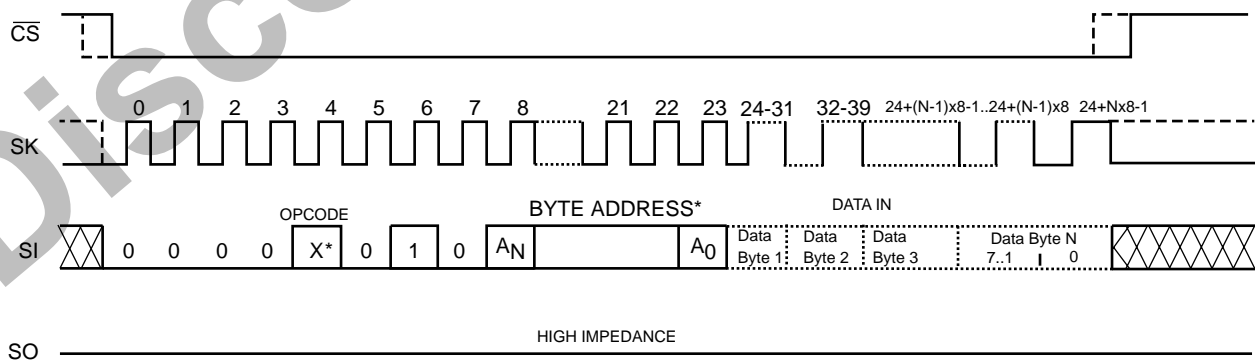 CS
0 1 2 3 4 5 6 7 8 21 22 23 24-31 32-39 24+(N-1)x8-1..24+(N-1)x8 24+Nx8-1
SK
OPCODE BYTE ADDRESS* DATA IN
SI 0 0 0 0 X* 0 1 0 AN A0 Data Byte 1 Data Byte 2 Data Byte 3 Data Byte N 7..1 0
HIGH IMPEDANCE
SO
Disco